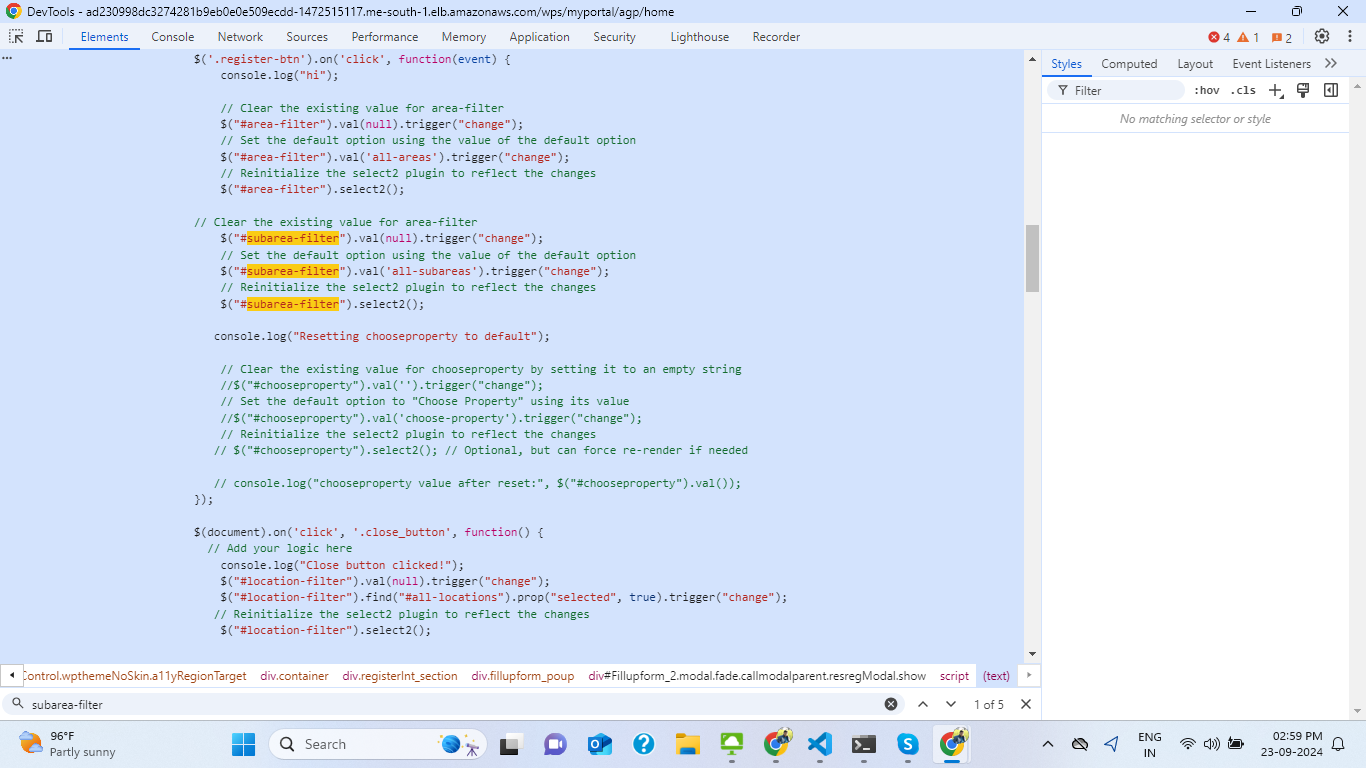 DevTools - ad230998dc3274281b9eb0e0e509ecdd-1472515117.me-south-1.elb.amazonaws.com/wps/myportal/agp/home
Elements Console Network Sources Performance Memory Application Security Lighthouse Recorder 4 1 2
$('.register-btn').on('click', function(event) {
console.log("hi");
// Clear the existing value for area-filter
$("#area-filter").val(null).trigger("change");
// Set the default option using the value of the default option
$("#area-filter").val('all-areas').trigger("change");
// Reinitialize the select2 plugin to reflect the changes
$("#area-filter").select2();
// Clear the existing value for area-filter
$("#subarea-filter").val(null).trigger("change");
// Set the default option using the value of the default option
$("#subarea-filter").val('all-subareas').trigger("change");
// Reinitialize the select2 plugin to reflect the changes
$("#subarea-filter").select2();
console.log("Resetting chooseproperty to default");
// Clear the existing value for chooseproperty by setting it to an empty string
//$("#chooseproperty").val('').trigger("change");
// Set the default option to "Choose Property" using its value
//$("#chooseproperty").val('choose-property').trigger("change");
// Reinitialize the select2 plugin to reflect the changes
// $("#chooseproperty").select2(); // Optional, but can force re-render if needed
// console.log("chooseproperty value after reset:", $("#chooseproperty").val());
});
$(document).on('click', '.close_button', function() {
// Add your logic here
console.log("Close button clicked!");
$("#location-filter").val(null).trigger("change");
$("#location-filter").find("#all-locations").prop("selected", true).trigger("change");
// Reinitialize the select2 plugin to reflect the changes
$("#location-filter").select2();
Styles Computed Layout Event Listeners
Filter :hov .cls
No matching selector or style
Control.wpthemeNoSkin.a11yRegionTarget div.container div.registerInt_section div.fillupform_poup div#Fillupform_2.modal.fade.callmodalparent.resregModal.show script (text)
subarea-filter 1 of 5
96°F
Partly sunny
Search
ENG
IN
02:59 PM
23-09-2024